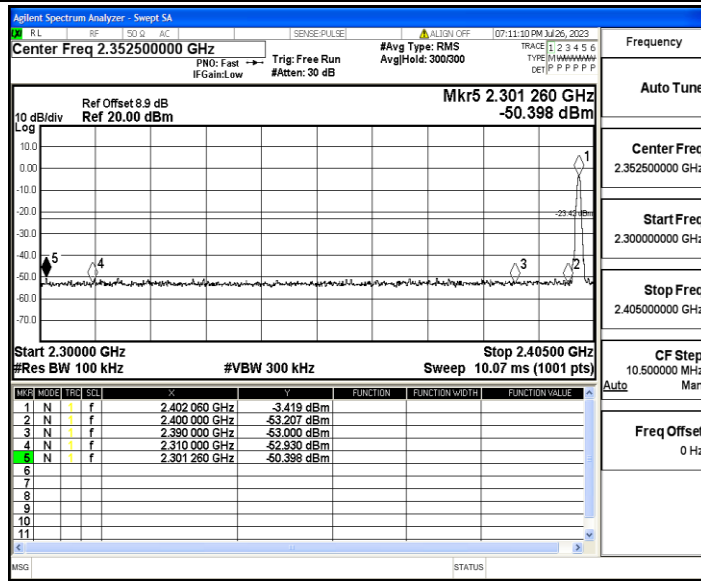 Agilent Spectrum Analyzer - Swept SA
RL RF 50 Ω AC SENSE:PULSE ALIGN OFF 07:11:10 PM Jul 26, 2023
Center Freq 2.352500000 GHz #Avg Type: RMS TRACE 1 2 3 4 5 6
PNO: Fast Trig: Free Run Avg|Hold: 300/300 TYPE MWWWWW
IFGain:Low #Atten: 30 dB DET P P P P P P
Mkr5 2.301 260 GHz
-50.398 dBm
Ref Offset 8.9 dB
10 dB/div Ref 20.00 dBm
Log
10.0
0.00
-10.0
-20.0
-30.0
-40.0
-50.0
-60.0
-70.0
1
-23.42 dBm
5 4 3 2
Start 2.30000 GHz Stop 2.40500 GHz
#Res BW 100 kHz #VBW 300 kHz Sweep 10.07 ms (1001 pts)
MKR MODE TRC SCL X Y FUNCTION FUNCTION WIDTH FUNCTION VALUE
1 N 1 f 2.402 060 GHz -3.419 dBm
2 N 1 f 2.400 000 GHz -53.207 dBm
3 N 1 f 2.390 000 GHz -53.000 dBm
4 N 1 f 2.310 000 GHz -52.930 dBm
5 N 1 f 2.301 260 GHz -50.398 dBm
6
7
8
9
10
11
MSG STATUS
Frequency
Auto Tune
Center Freq
2.352500000 GHz
Start Freq
2.300000000 GHz
Stop Freq
2.405000000 GHz
CF Step
10.500000 MHz
Auto Man
Freq Offset
0 Hz